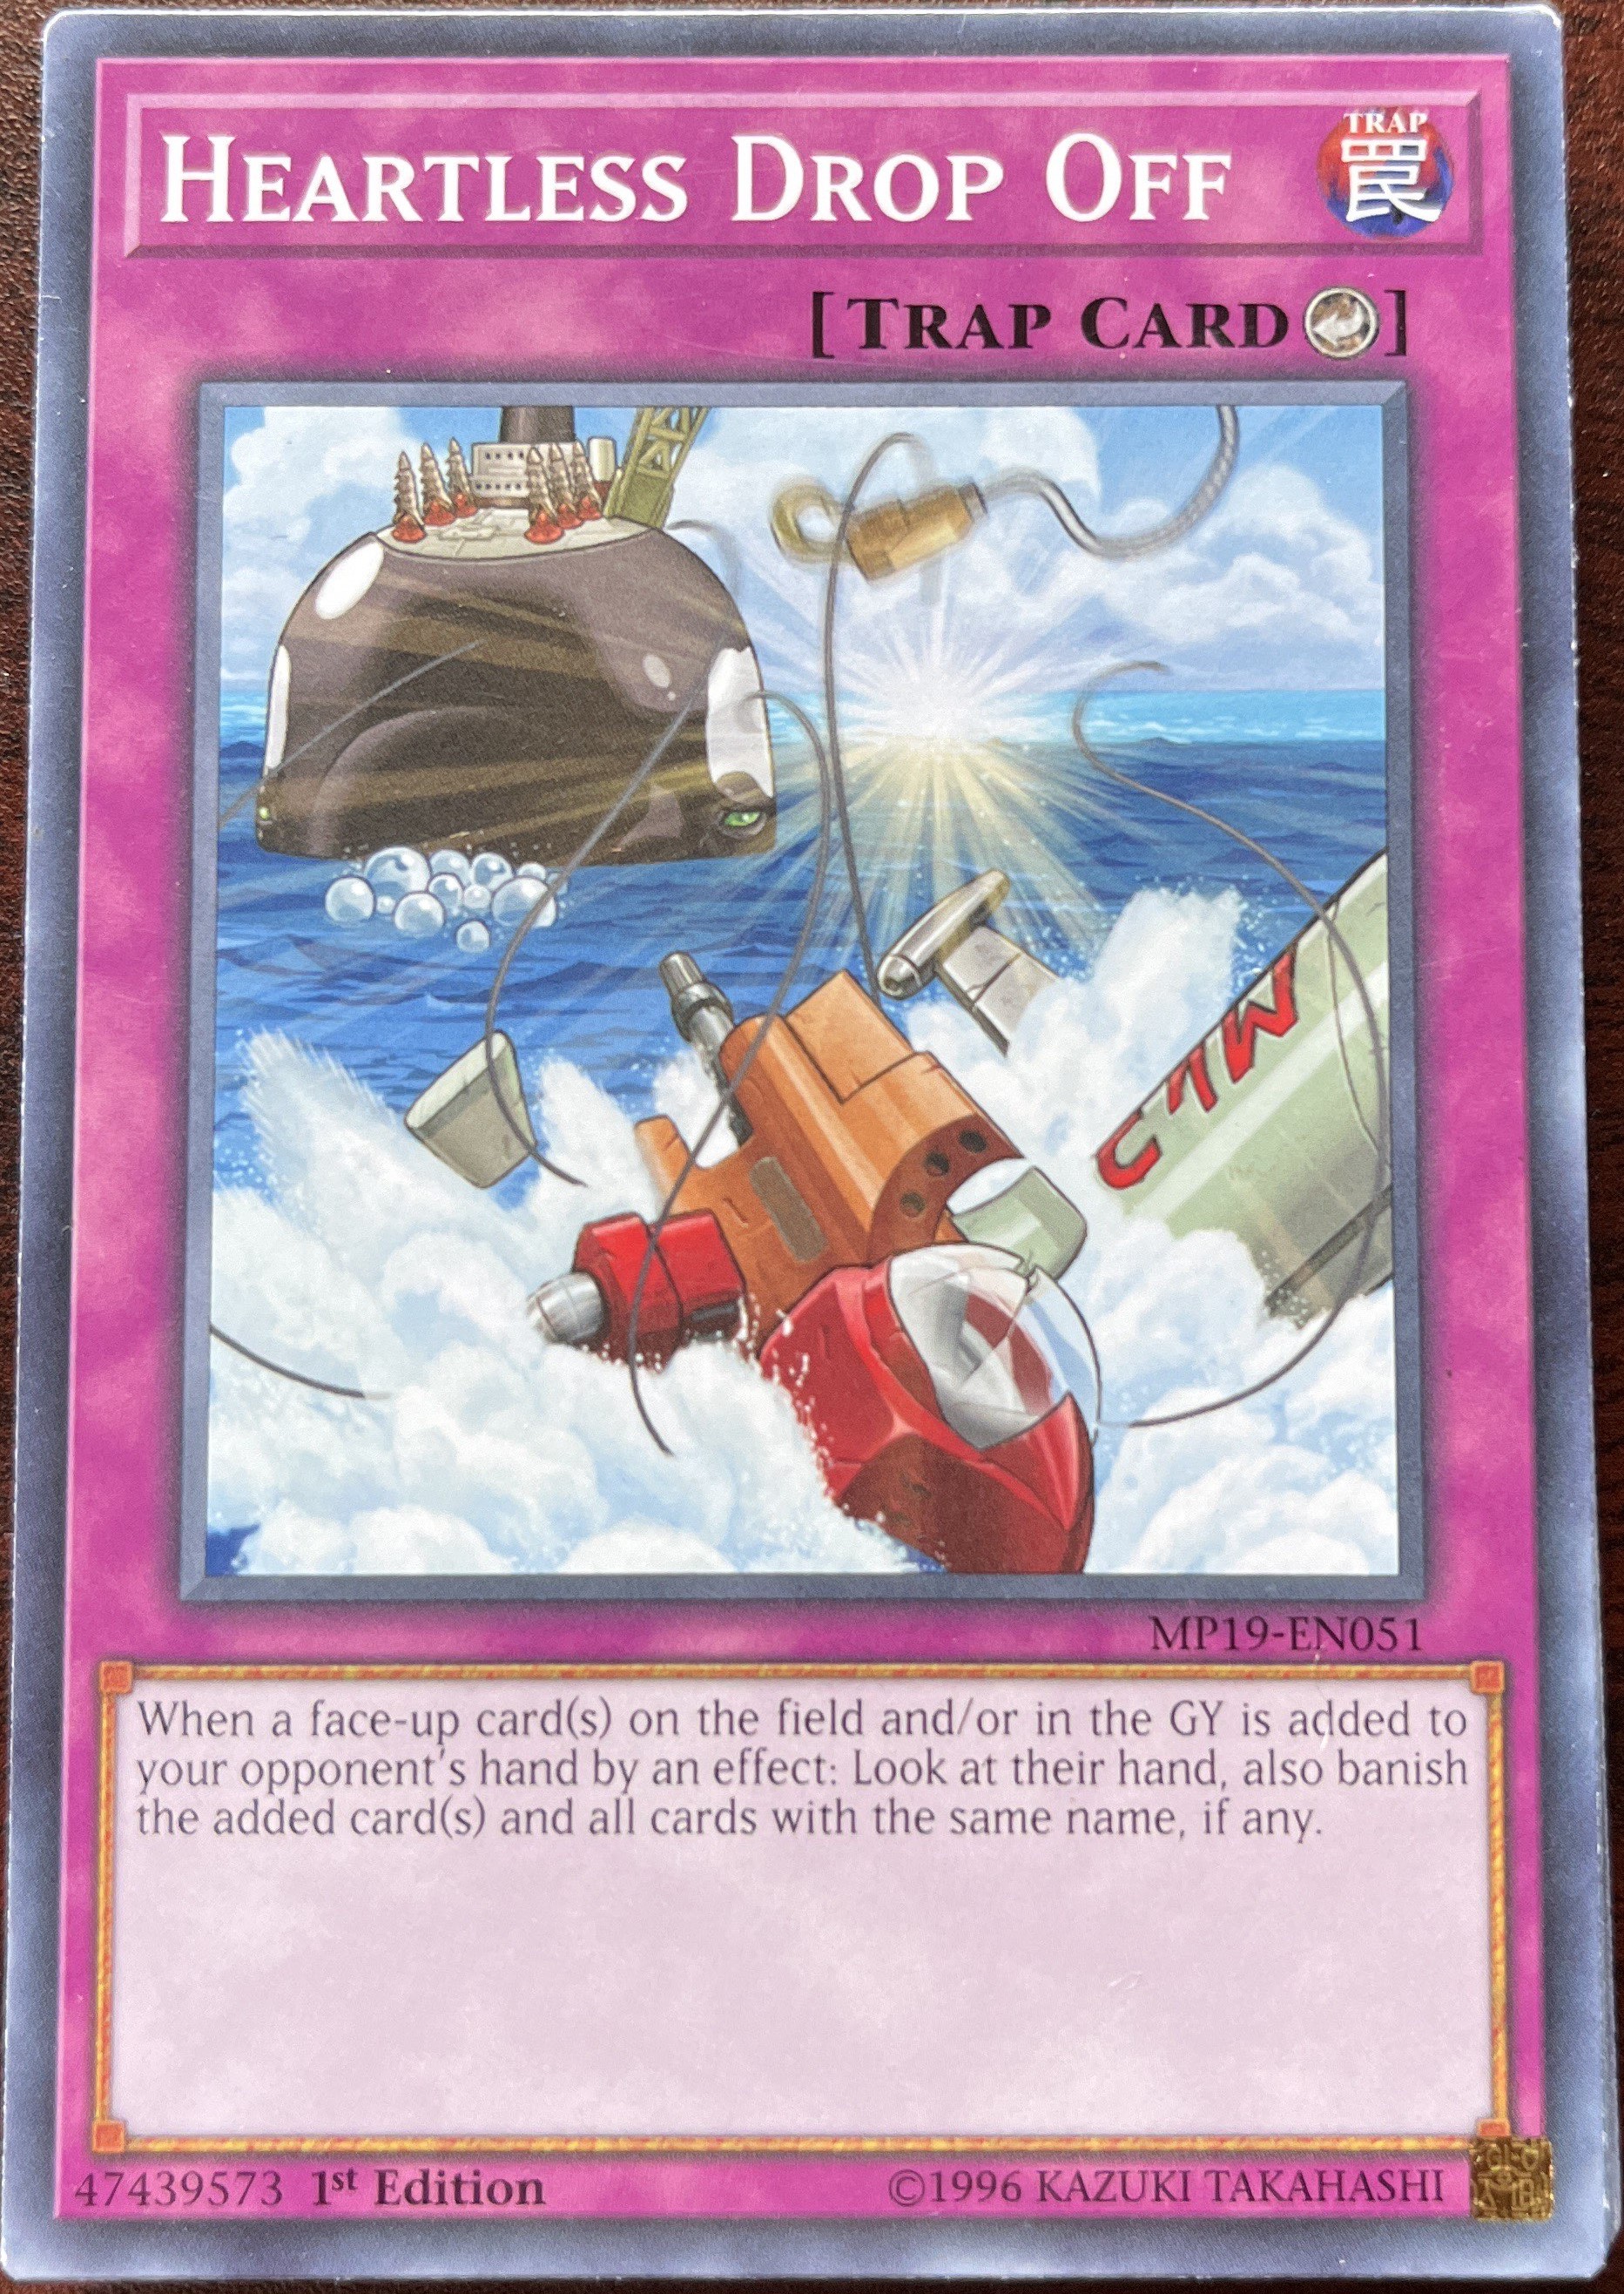 HEARTLESS DROP OFF
TRAP
罠
[TRAP CARD]
MP19-EN051
When a face-up card(s) on the field and/or in the GY is added to
your opponent's hand by an effect: Look at their hand, also banish
the added card(s) and all cards with the same name, if any.
47439573 1st Edition
©1996 KAZUKI TAKAHASHI